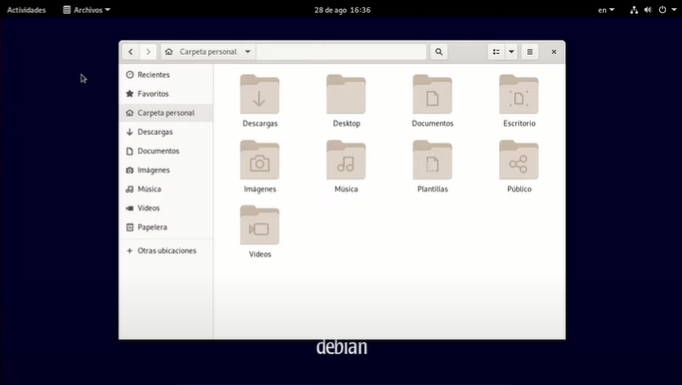 Actividades Archivos 28 de ago 16:36 en
Carpeta personal
Recientes
Favoritos
Carpeta personal
Descargas
Documentos
Imágenes
Música
Vídeos
Papelera
Otras ubicaciones
Descargas Desktop Documentos Escritorio
Imágenes Música Plantillas Público
Vídeos
debian